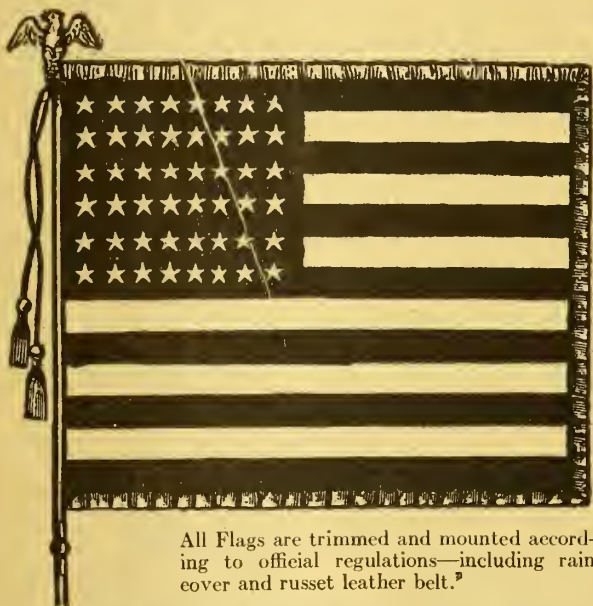 All Flags are trimmed and mounted accord-
ing to official regulations—including rain
cover and russet leather belt.”